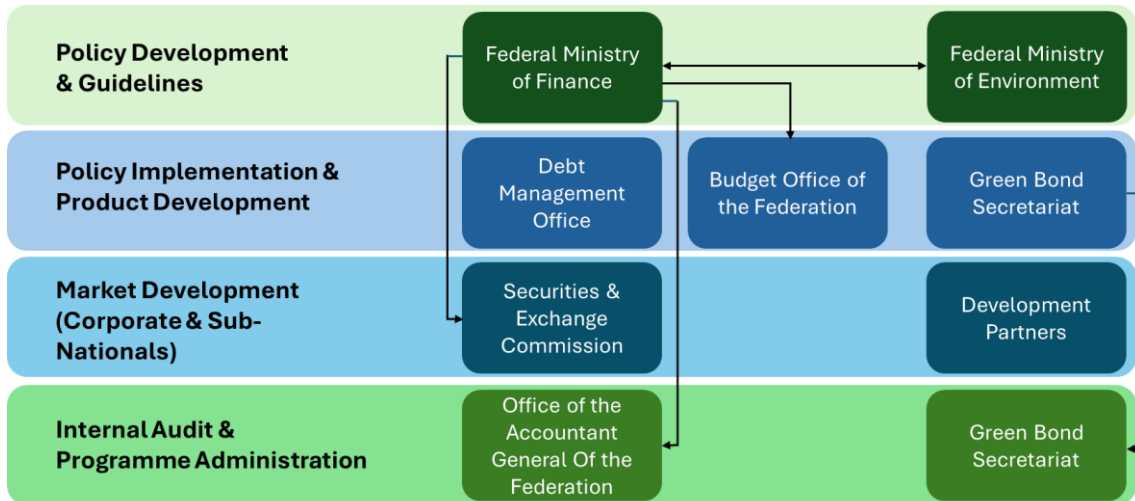 Policy Development
& Guidelines
Federal Ministry
of Finance
Federal Ministry
of Environment
Policy Implementation &
Product Development
Debt
Management
Office
Budget Office of
the Federation
Green Bond
Secretariat
Market Development
(Corporate & Sub-
Nationals)
Securities &
Exchange
Commission
Development
Partners
Internal Audit &
Programme Administration
Office of the
Accountant
General Of the
Federation
Green Bond
Secretariat